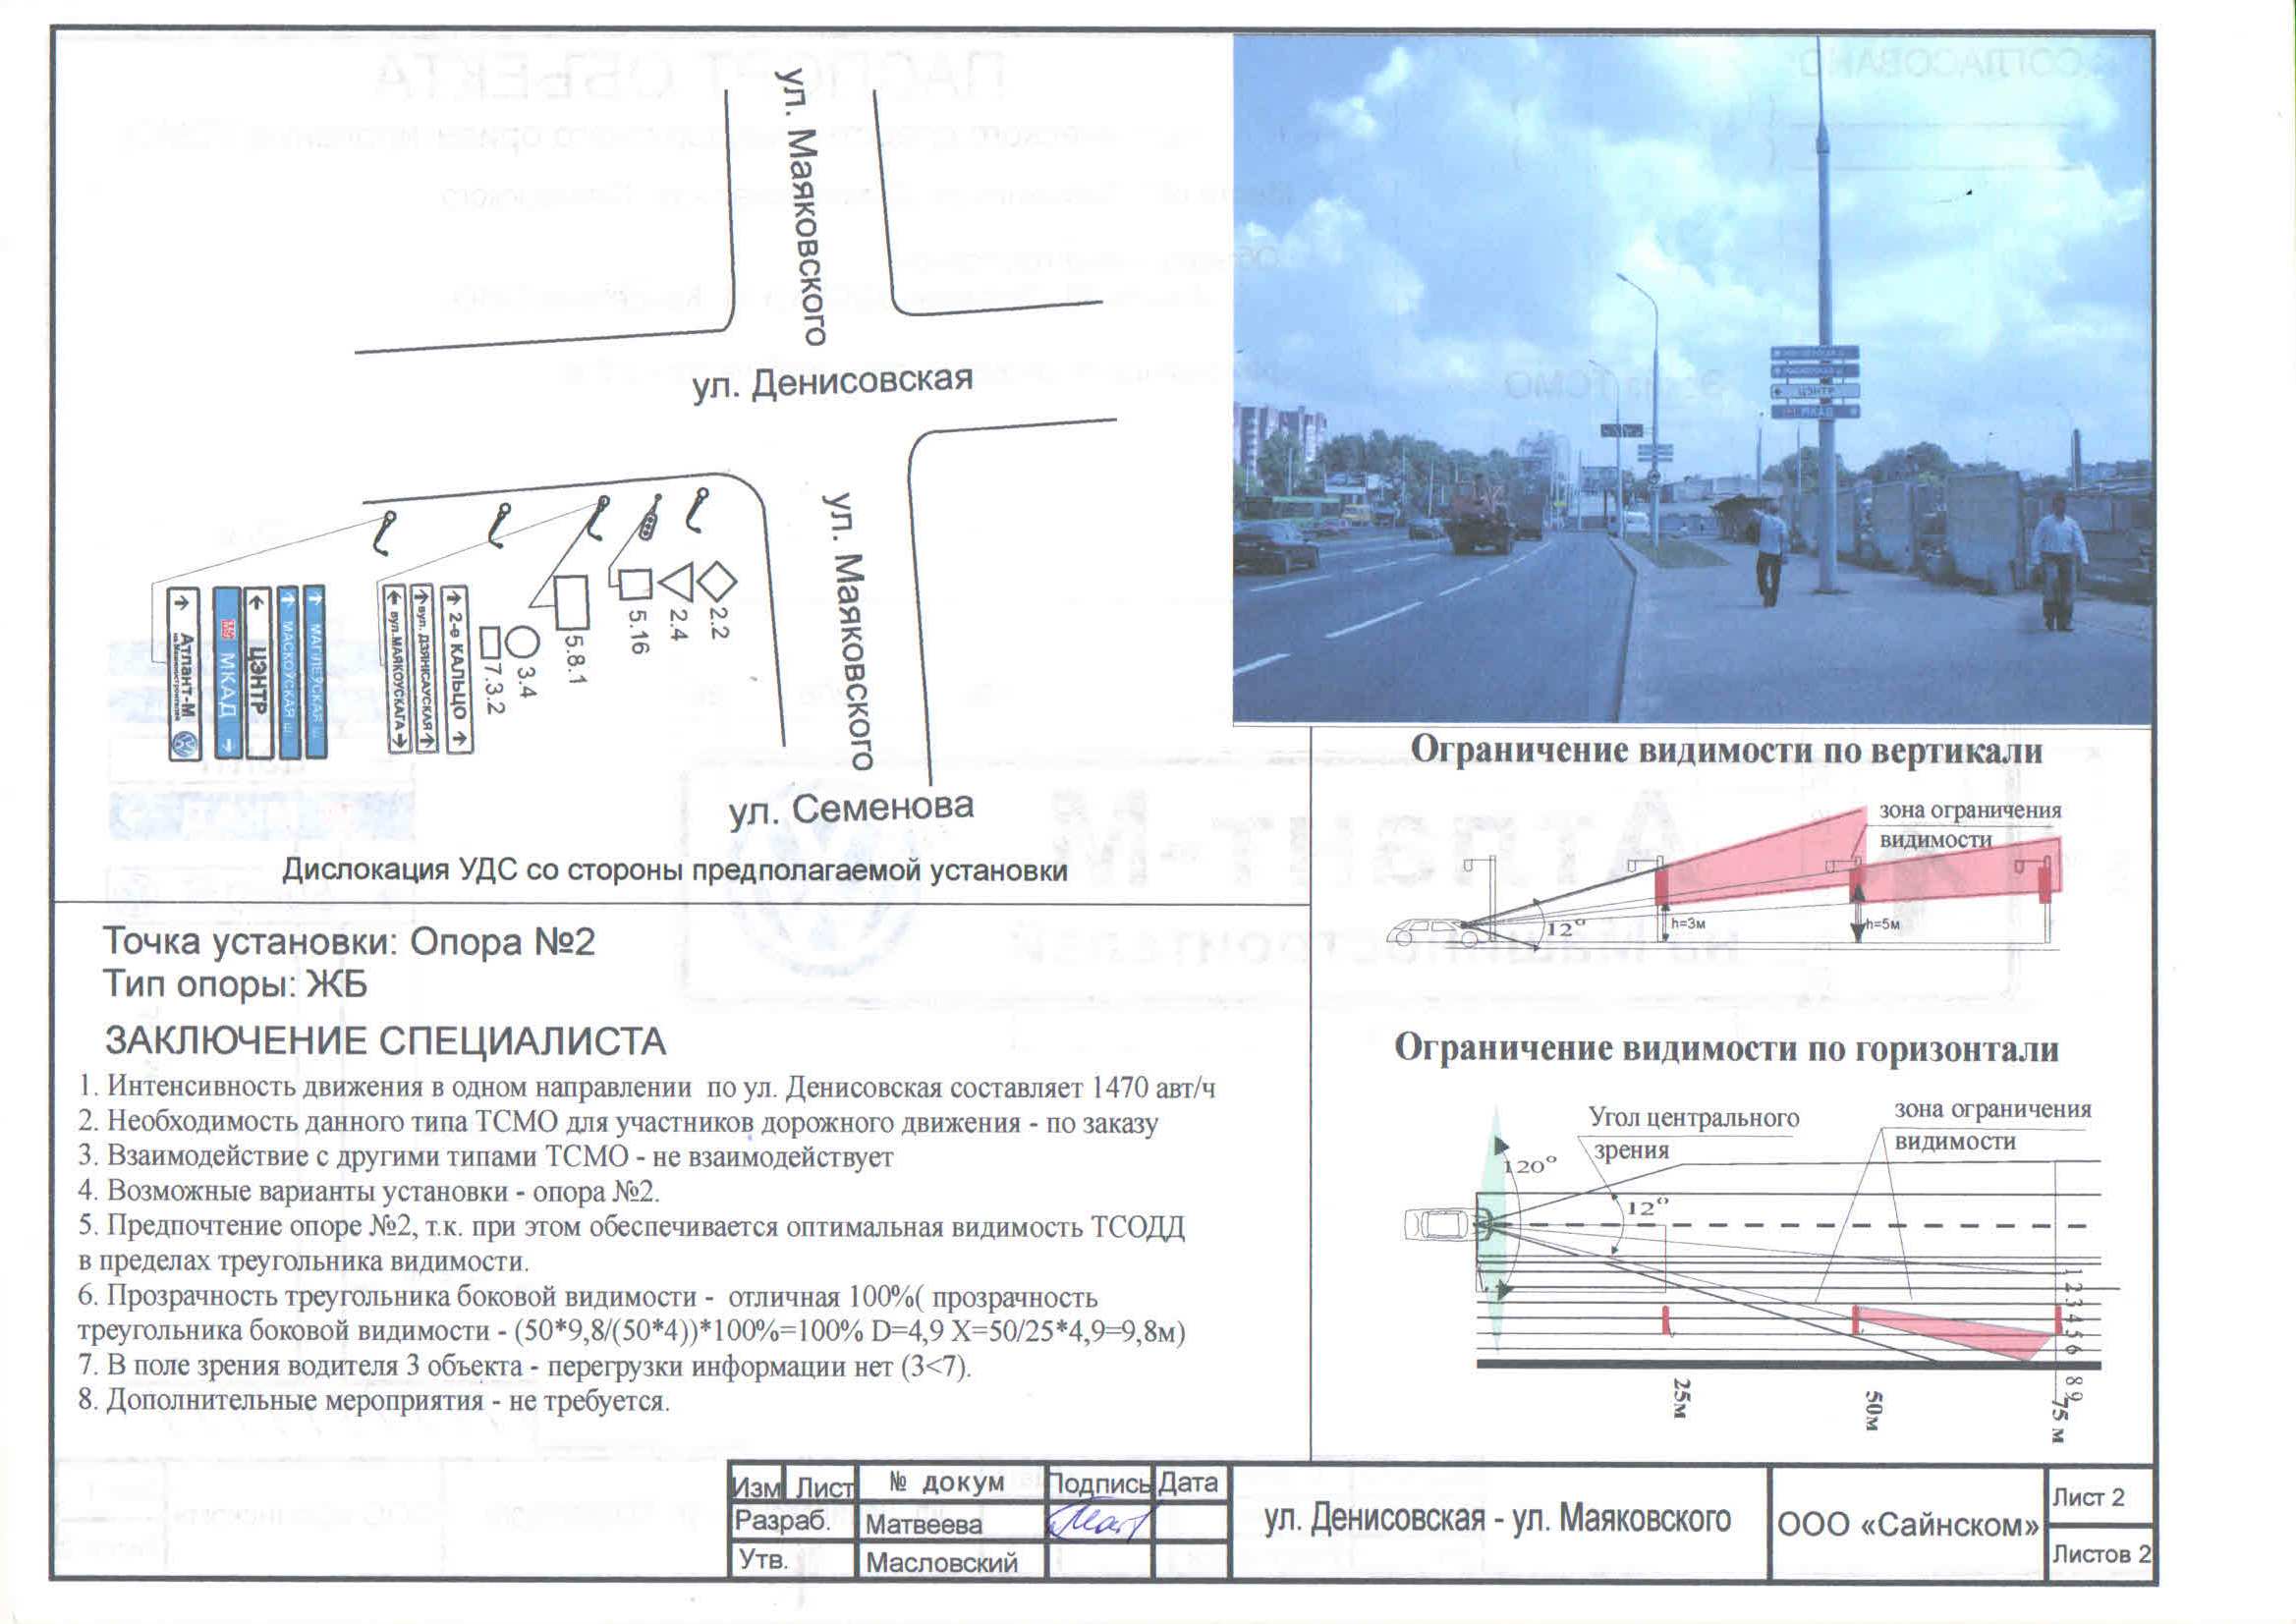 ул. Маяковского
ул. Денисовская
ул. Маяковского
ул. Семенова
Атлант-М
МКАД
ЦЭНТР
МАСКОУСКАЯ Ш
МАГІЛЕУСКАЯ Ш
вул.МАЯКОУСКАГА
вул. ДЗЯНІСАУСКАЯ
2-е КАЛЬЦО
7.3.2
3.4
5.8.1
5.16
2.4
2.2
Дислокация УДС со стороны предполагаемой установки
ЦЭНТР
МКАД
Точка установки: Опора №2
Тип опоры: ЖБ
ЗАКЛЮЧЕНИЕ СПЕЦИАЛИСТА
1. Интенсивность движения в одном направлении по ул. Денисовская составляет 1470 авт/ч
2. Необходимость данного типа ТСМО для участников дорожного движения - по заказу
3. Взаимодействие с другими типами ТСМО - не взаимодействует
4. Возможные варианты установки - опора №2.
5. Предпочтение опоре №2, т.к. при этом обеспечивается оптимальная видимость ТСОДД
в пределах треугольника видимости.
6. Прозрачность треугольника боковой видимости - отличная 100%( прозрачность
треугольника боковой видимости - (50*9,8/(50*4))*100%=100% D=4,9 X=50/25*4,9=9,8м)
7. В поле зрения водителя 3 объекта - перегрузки информации нет (3<7).
8. Дополнительные мероприятия - не требуется.
Ограничение видимости по вертикали
зона ограничения
видимости
12°
h=3м
h=5м
Ограничение видимости по горизонтали
Угол центрального
зрения
зона ограничения
видимости
120°
12°
1 2 3 4 5 6 8 9
25м
50м
75 м
Изм Лист № докум Подпись Дата
Разраб. Матвеева
Утв. Масловский
ул. Денисовская - ул. Маяковского
ООО «Сайнском»
Лист 2
Листов 2